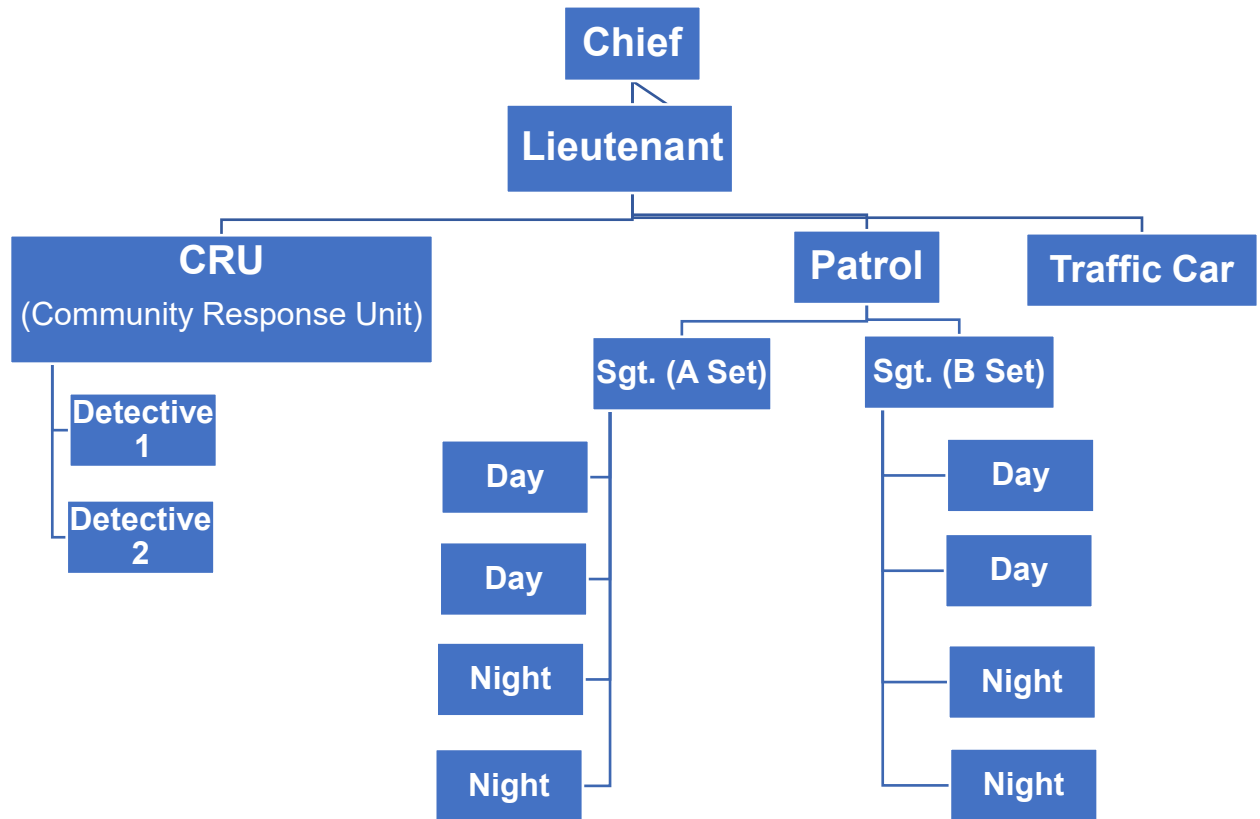 Chief
Lieutenant
CRU
(Community Response Unit)
Patrol
Traffic Car
Sgt. (A Set)
Sgt. (B Set)
Detective
1
Detective
2
Day
Day
Night
Night
Day
Day
Night
Night